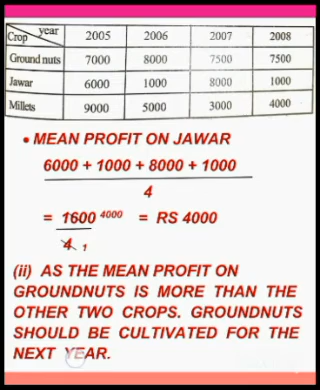 Crop year 2005 2006 2007 2008
Ground nuts 7000 8000 7500 7500
Jawar 6000 1000 8000 1000
Millets 9000 5000 3000 4000
• MEAN PROFIT ON JAWAR
6000 + 1000 + 8000 + 1000
4
= 1600 4000 = RS 4000
4 1
(ii) AS THE MEAN PROFIT ON
GROUNDNUTS IS MORE THAN THE
OTHER TWO CROPS. GROUNDNUTS
SHOULD BE CULTIVATED FOR THE
NEXT YEAR.